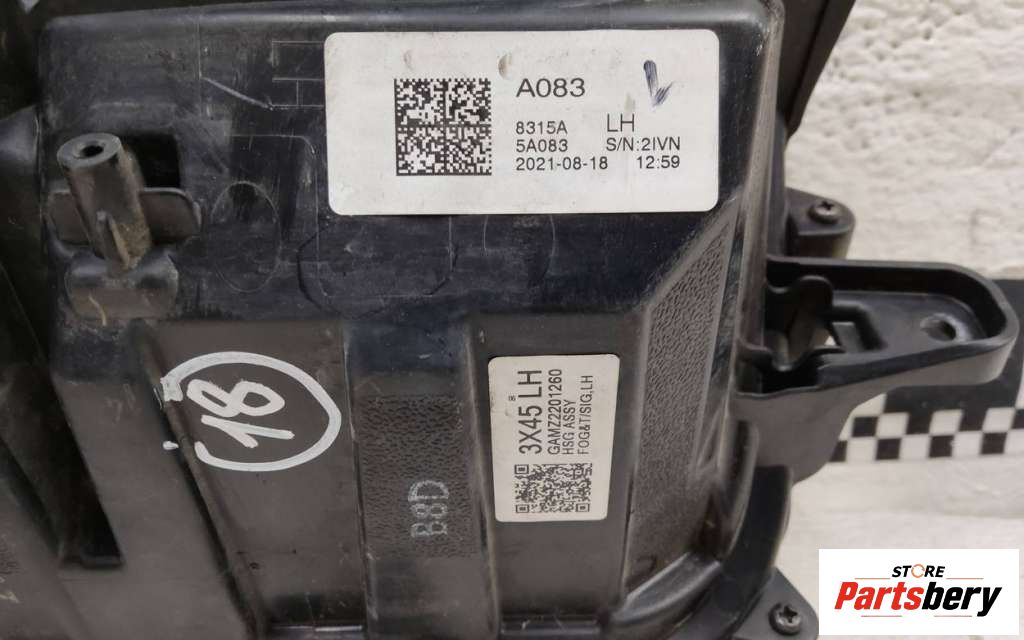 A083
8315A LH
5A083 S/N:2IVN
2021-08-18 12:59
18
B8D
3X45 LH
GAMZ2201260
HSG ASSY
FOG&T/SIG,LH
STORE
Partsbery